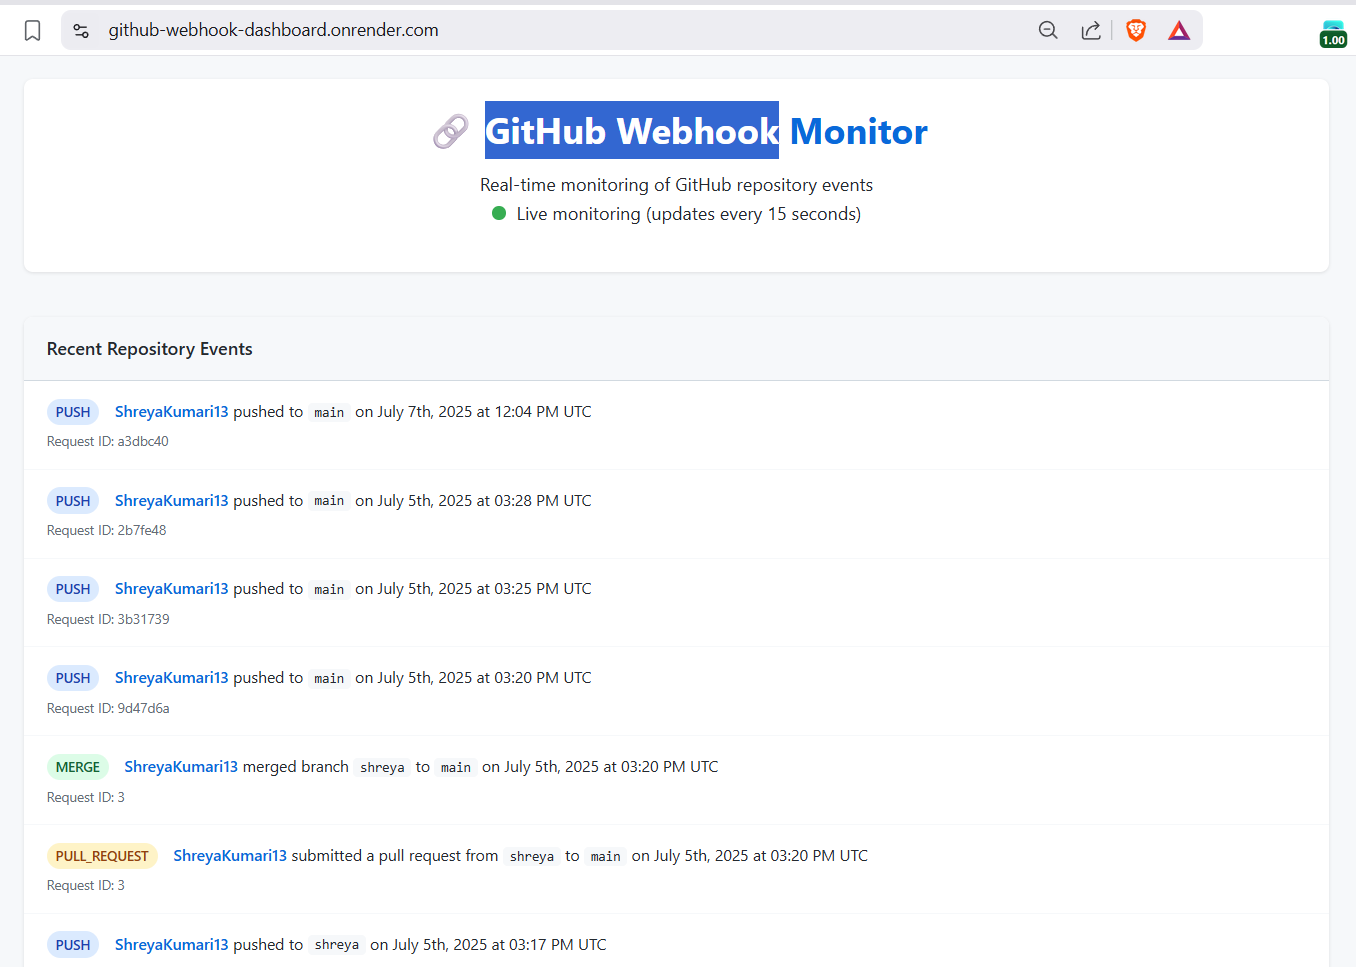 github-webhook-dashboard.onrender.com
1.00
GitHub Webhook Monitor
Real-time monitoring of GitHub repository events
Live monitoring (updates every 15 seconds)
Recent Repository Events
PUSH ShreyaKumari13 pushed to main on July 7th, 2025 at 12:04 PM UTC
Request ID: a3dbc40
PUSH ShreyaKumari13 pushed to main on July 5th, 2025 at 03:28 PM UTC
Request ID: 2b7fe48
PUSH ShreyaKumari13 pushed to main on July 5th, 2025 at 03:25 PM UTC
Request ID: 3b31739
PUSH ShreyaKumari13 pushed to main on July 5th, 2025 at 03:20 PM UTC
Request ID: 9d47d6a
MERGE ShreyaKumari13 merged branch shreya to main on July 5th, 2025 at 03:20 PM UTC
Request ID: 3
PULL_REQUEST ShreyaKumari13 submitted a pull request from shreya to main on July 5th, 2025 at 03:20 PM UTC
Request ID: 3
PUSH ShreyaKumari13 pushed to shreya on July 5th, 2025 at 03:17 PM UTC